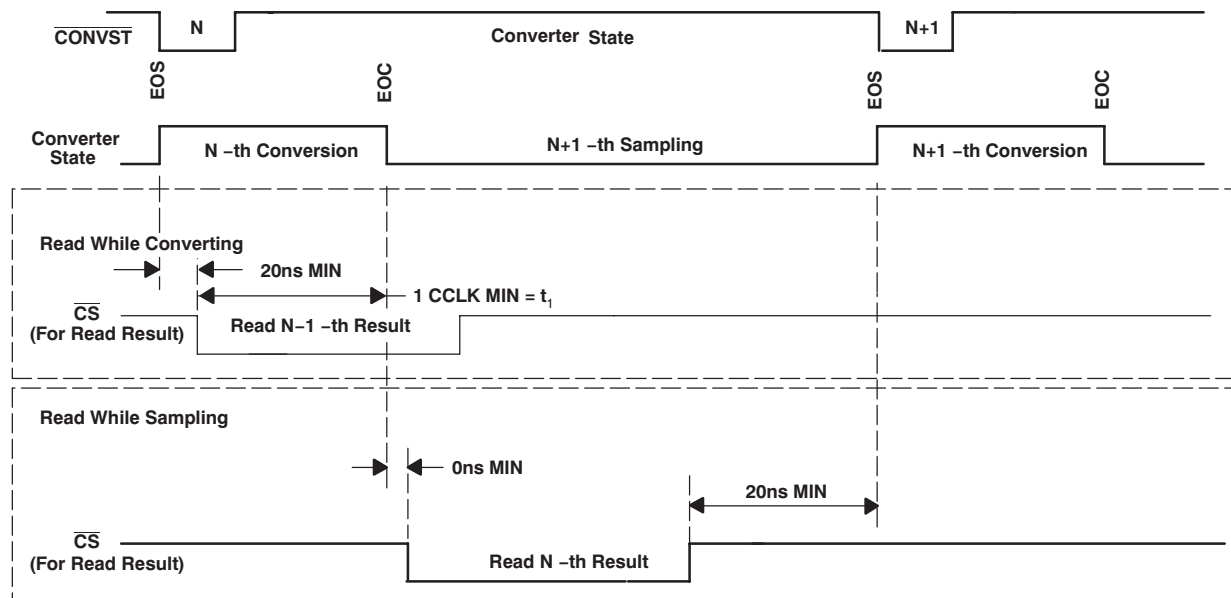 CONVST
N
Converter State
N+1
EOS
EOC
EOS
EOC
Converter
State
N −th Conversion
N+1 −th Sampling
N+1 −th Conversion
Read While Converting
20ns MIN
1 CCLK MIN = t1
CS
(For Read Result)
Read N−1 −th Result
Read While Sampling
0ns MIN
20ns MIN
CS
(For Read Result)
Read N −th Result